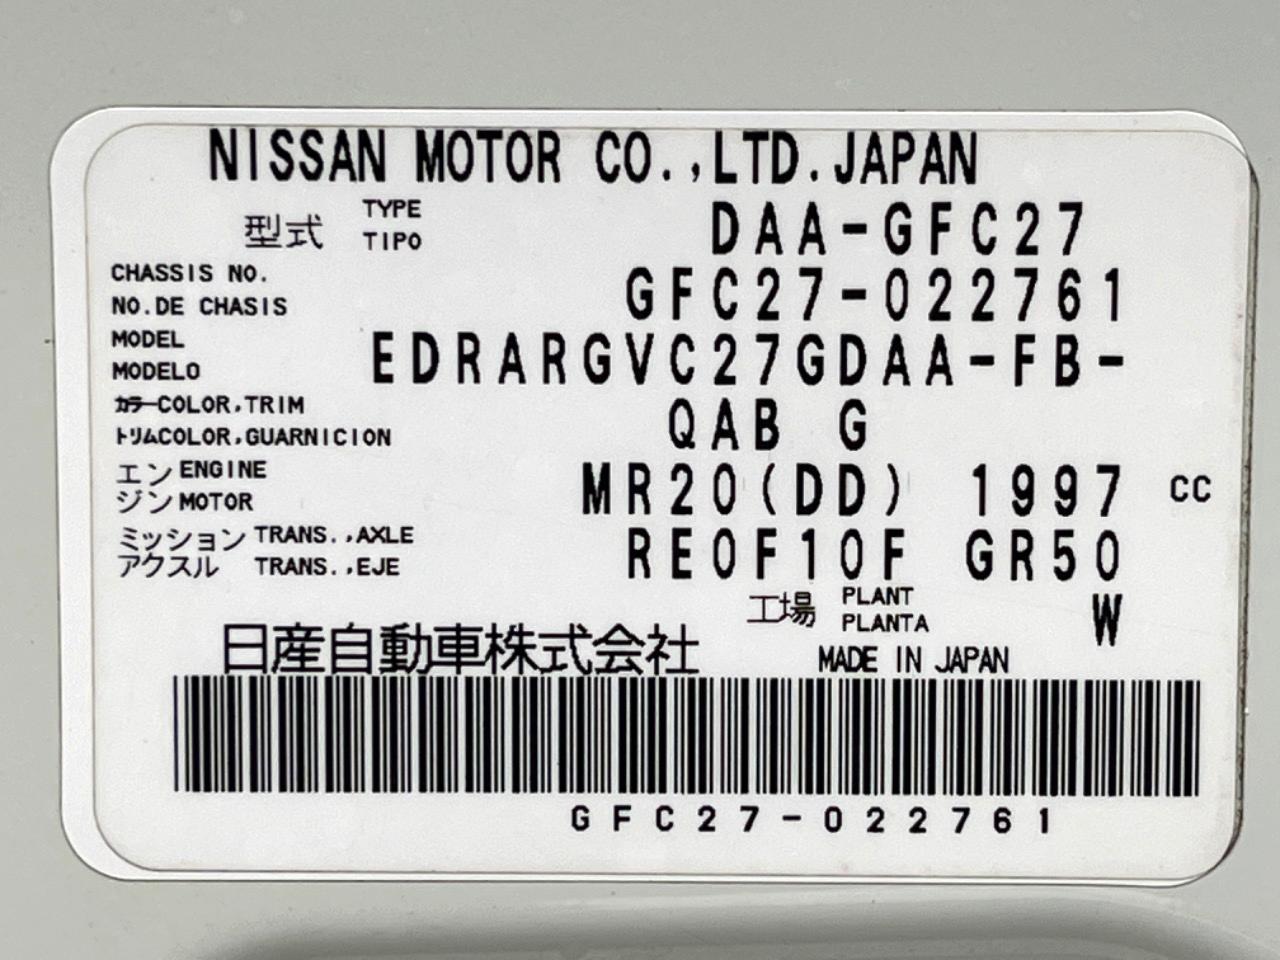 NISSAN MOTOR CO.,LTD.JAPAN
型式 TYPE TIPO DAA-GFC27
CHASSIS NO.
NO.DE CHASIS GFC27-022761
MODEL
MODELO EDRARGVC27GDAA-FB-
カラーCOLOR,TRIM
トリムCOLOR,GUARNICION QAB G
エン ENGINE
ジン MOTOR MR20(DD) 1997 CC
ミッション TRANS.,AXLE
アクスル TRANS.,EJE RE0F10F GR50
工場 PLANT PLANTA W
日産自動車株式会社 MADE IN JAPAN
GFC27-022761